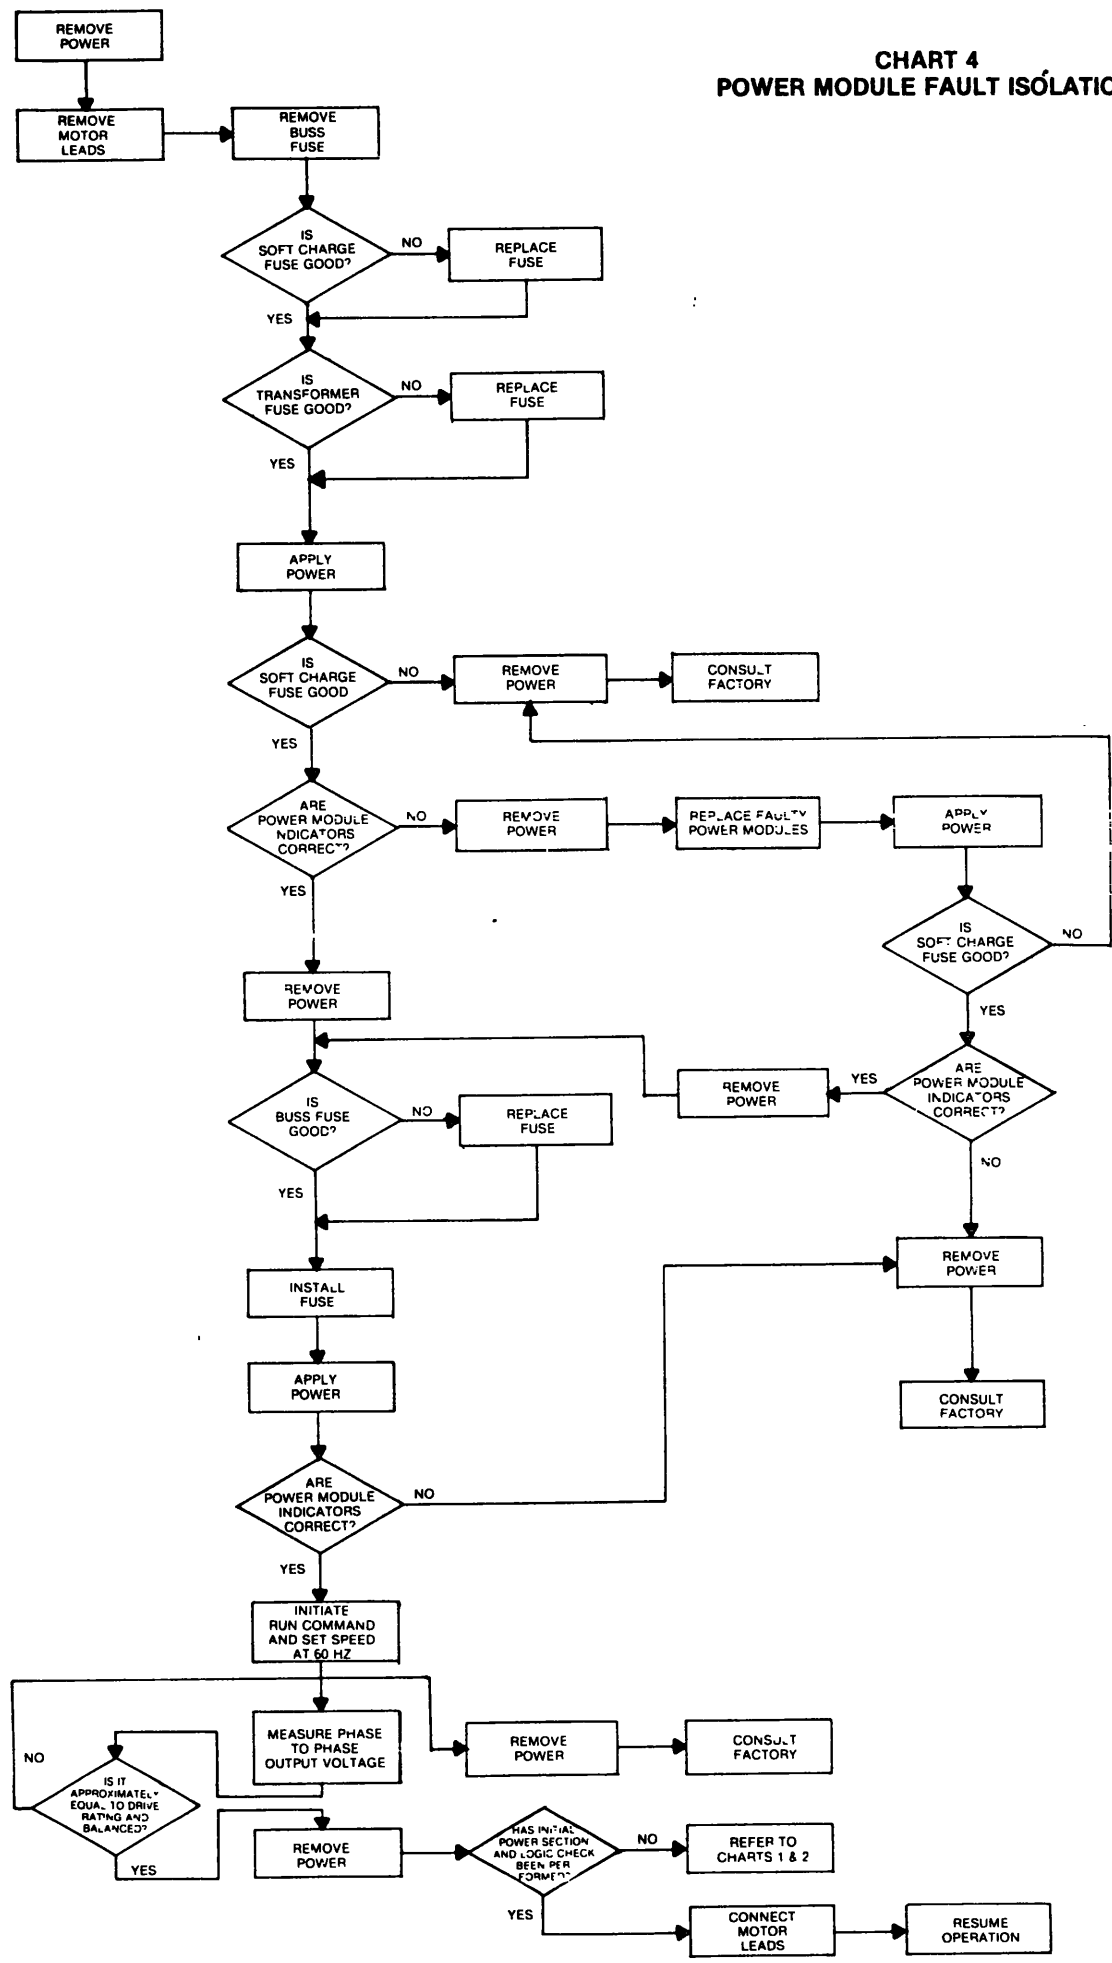 CHART 4
POWER MODULE FAULT ISOLATIO
REMOVE
POWER
REMOVE
MOTOR
LEADS
REMOVE
BUSS
FUSE
IS
SOFT CHARGE
FUSE GOOD?
NO
REPLACE
FUSE
YES
IS
TRANSFORMER
FUSE GOOD?
NO
REPLACE
FUSE
YES
APPLY
POWER
IS
SOFT CHARGE
FUSE GOOD
NO
REMOVE
POWER
CONSULT
FACTORY
YES
ARE
POWER MODULE
INDICATORS
CORRECT?
NO
REMOVE
POWER
REPLACE FAULTY
POWER MODULES
APPLY
POWER
YES
IS
SOFT CHARGE
FUSE GOOD?
NO
REMOVE
POWER
YES
ARE
POWER MODULE
INDICATORS
CORRECT?
YES
REMOVE
POWER
IS
BUSS FUSE
GOOD?
NO
REPLACE
FUSE
NO
YES
REMOVE
POWER
INSTALL
FUSE
APPLY
POWER
CONSULT
FACTORY
ARE
POWER MODULE
INDICATORS
CORRECT?
NO
YES
INITIATE
RUN COMMAND
AND SET SPEED
AT 60 HZ
MEASURE PHASE
TO PHASE
OUTPUT VOLTAGE
REMOVE
POWER
CONSULT
FACTORY
NO
IS IT
APPROXIMATELY
EQUAL TO DRIVE
RATING AND
BALANCED?
YES
REMOVE
POWER
HAS INITIAL
POWER SECTION
AND LOGIC CHECK
BEEN PER
FORMED?
NO
REFER TO
CHARTS 1 & 2
YES
CONNECT
MOTOR
LEADS
RESUME
OPERATION